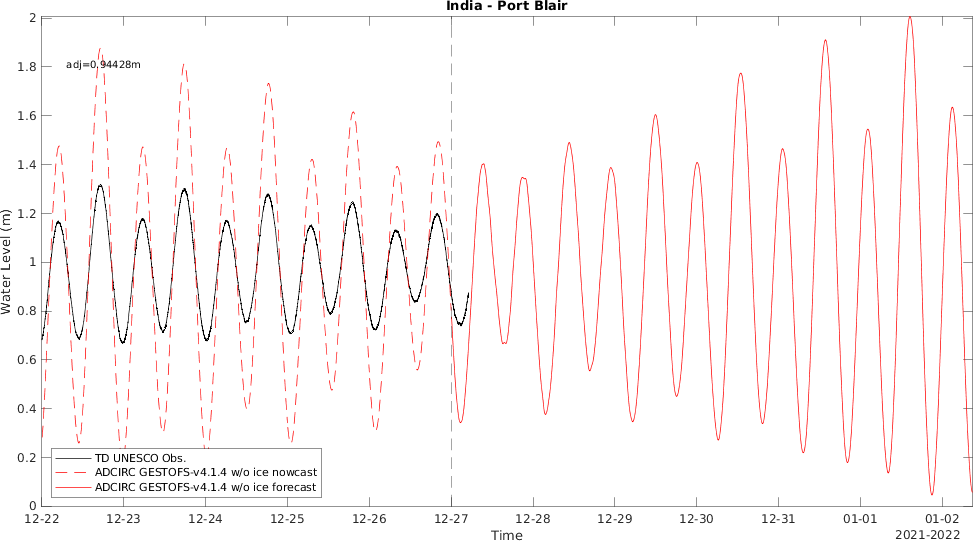 India - Port Blair
adj=0.94428m
Water Level (m)
2
1.8
1.6
1.4
1.2
1
0.8
0.6
0.4
0.2
0
TD UNESCO Obs.
ADCIRC GESTOFS-v4.1.4 w/o ice nowcast
ADCIRC GESTOFS-v4.1.4 w/o ice forecast
12-22 12-23 12-24 12-25 12-26 12-27 12-28 12-29 12-30 12-31 01-01 01-02
Time
2021-2022